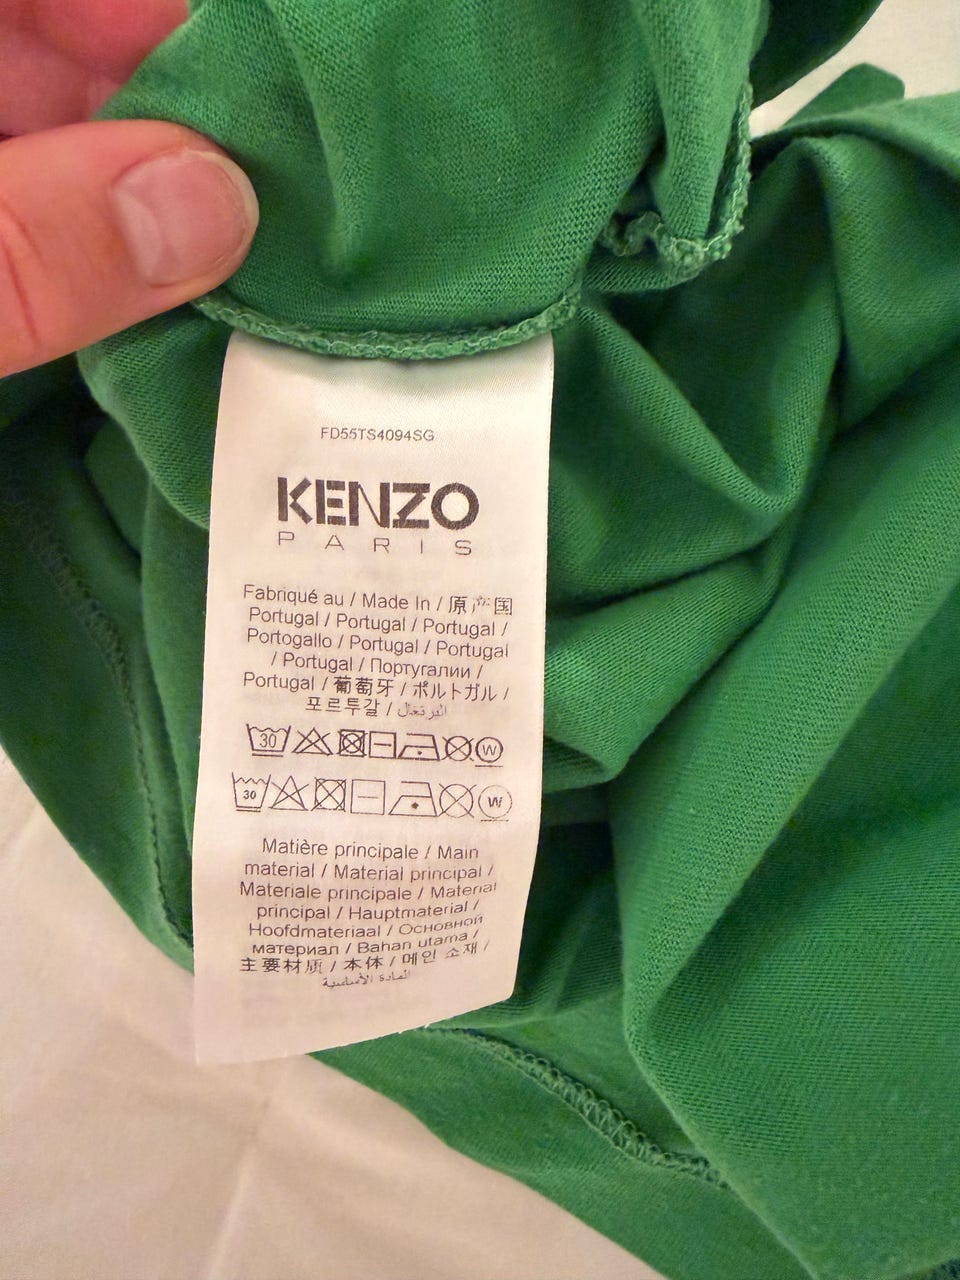 FD55TS4094SG
KENZO
PARIS
Fabriqué au / Made In / 原产国
Portugal / Portugal / Portugal /
Portogallo / Portugal / Portugal
/ Portugal / Португалии /
Portugal / 葡萄牙 / ポルトガル /
포르투갈 / البرتغال
30 W
30 W
Matière principale / Main
material / Material principal /
Materiale principale / Material
principal / Hauptmaterial /
Hoofdmateriaal / Основной
материал / Bahan utama /
主要材质 / 本体 / 메인 소재 /
المادة الأساسية